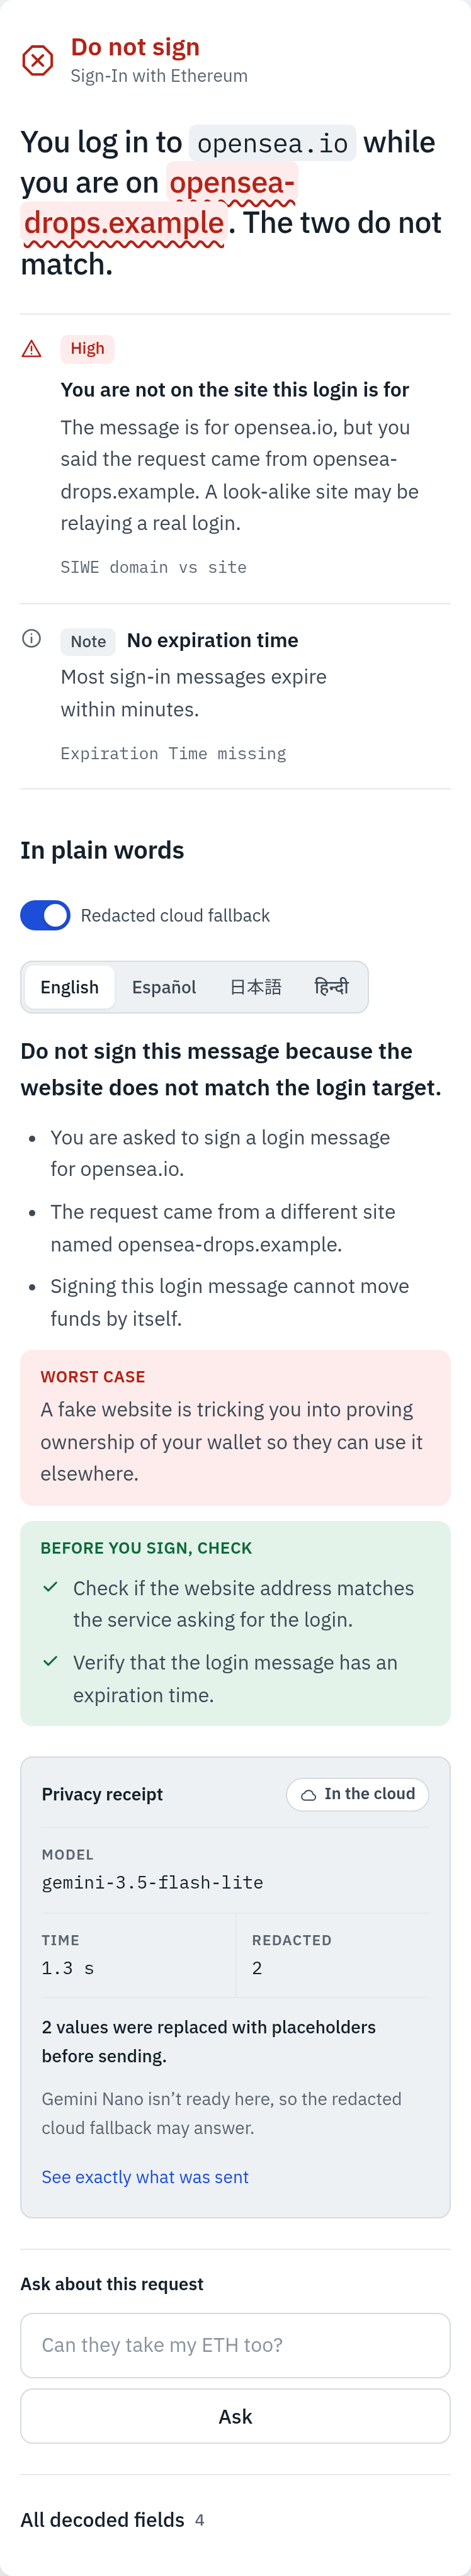 Do not sign
Sign-In with Ethereum
You log in to opensea.io while
you are on opensea-
drops.example. The two do not
match.
High
You are not on the site this login is for
The message is for opensea.io, but you
said the request came from opensea-
drops.example. A look-alike site may be
relaying a real login.
SIWE domain vs site
Note No expiration time
Most sign-in messages expire
within minutes.
Expiration Time missing
In plain words
Redacted cloud fallback
English Español 日本語 हिन्दी
Do not sign this message because the
website does not match the login target.
• You are asked to sign a login message
for opensea.io.
• The request came from a different site
named opensea-drops.example.
• Signing this login message cannot move
funds by itself.
WORST CASE
A fake website is tricking you into proving
ownership of your wallet so they can use it
elsewhere.
BEFORE YOU SIGN, CHECK
Check if the website address matches
the service asking for the login.
Verify that the login message has an
expiration time.
Privacy receipt In the cloud
MODEL
gemini-3.5-flash-lite
TIME REDACTED
1.3 s 2
2 values were replaced with placeholders
before sending.
Gemini Nano isn’t ready here, so the redacted
cloud fallback may answer.
See exactly what was sent
Ask about this request
Can they take my ETH too?
Ask
All decoded fields 4